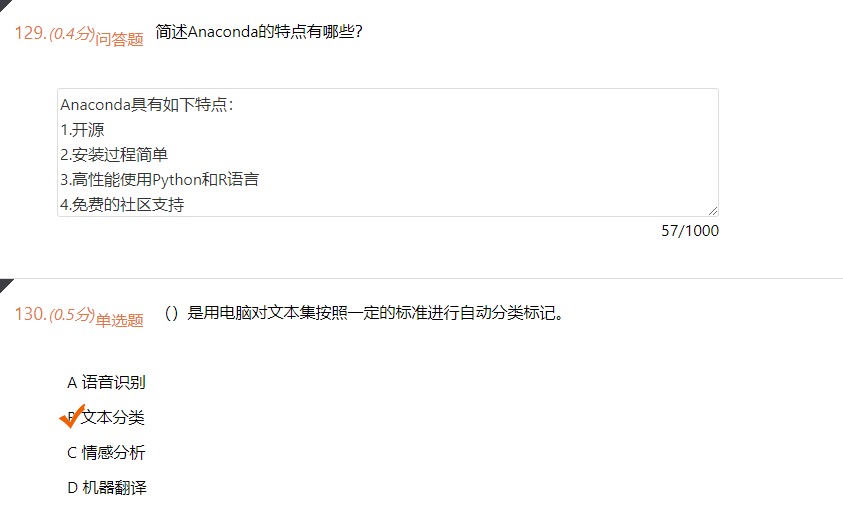 129.(0.4分)问答题 简述Anaconda的特点有哪些?
Anaconda具有如下特点:
1.开源
2.安装过程简单
3.高性能使用Python和R语言
4.免费的社区支持
57/1000
130.(0.5分)单选题 （）是用电脑对文本集按照一定的标准进行自动分类标记。
A 语音识别
B 文本分类
C 情感分析
D 机器翻译